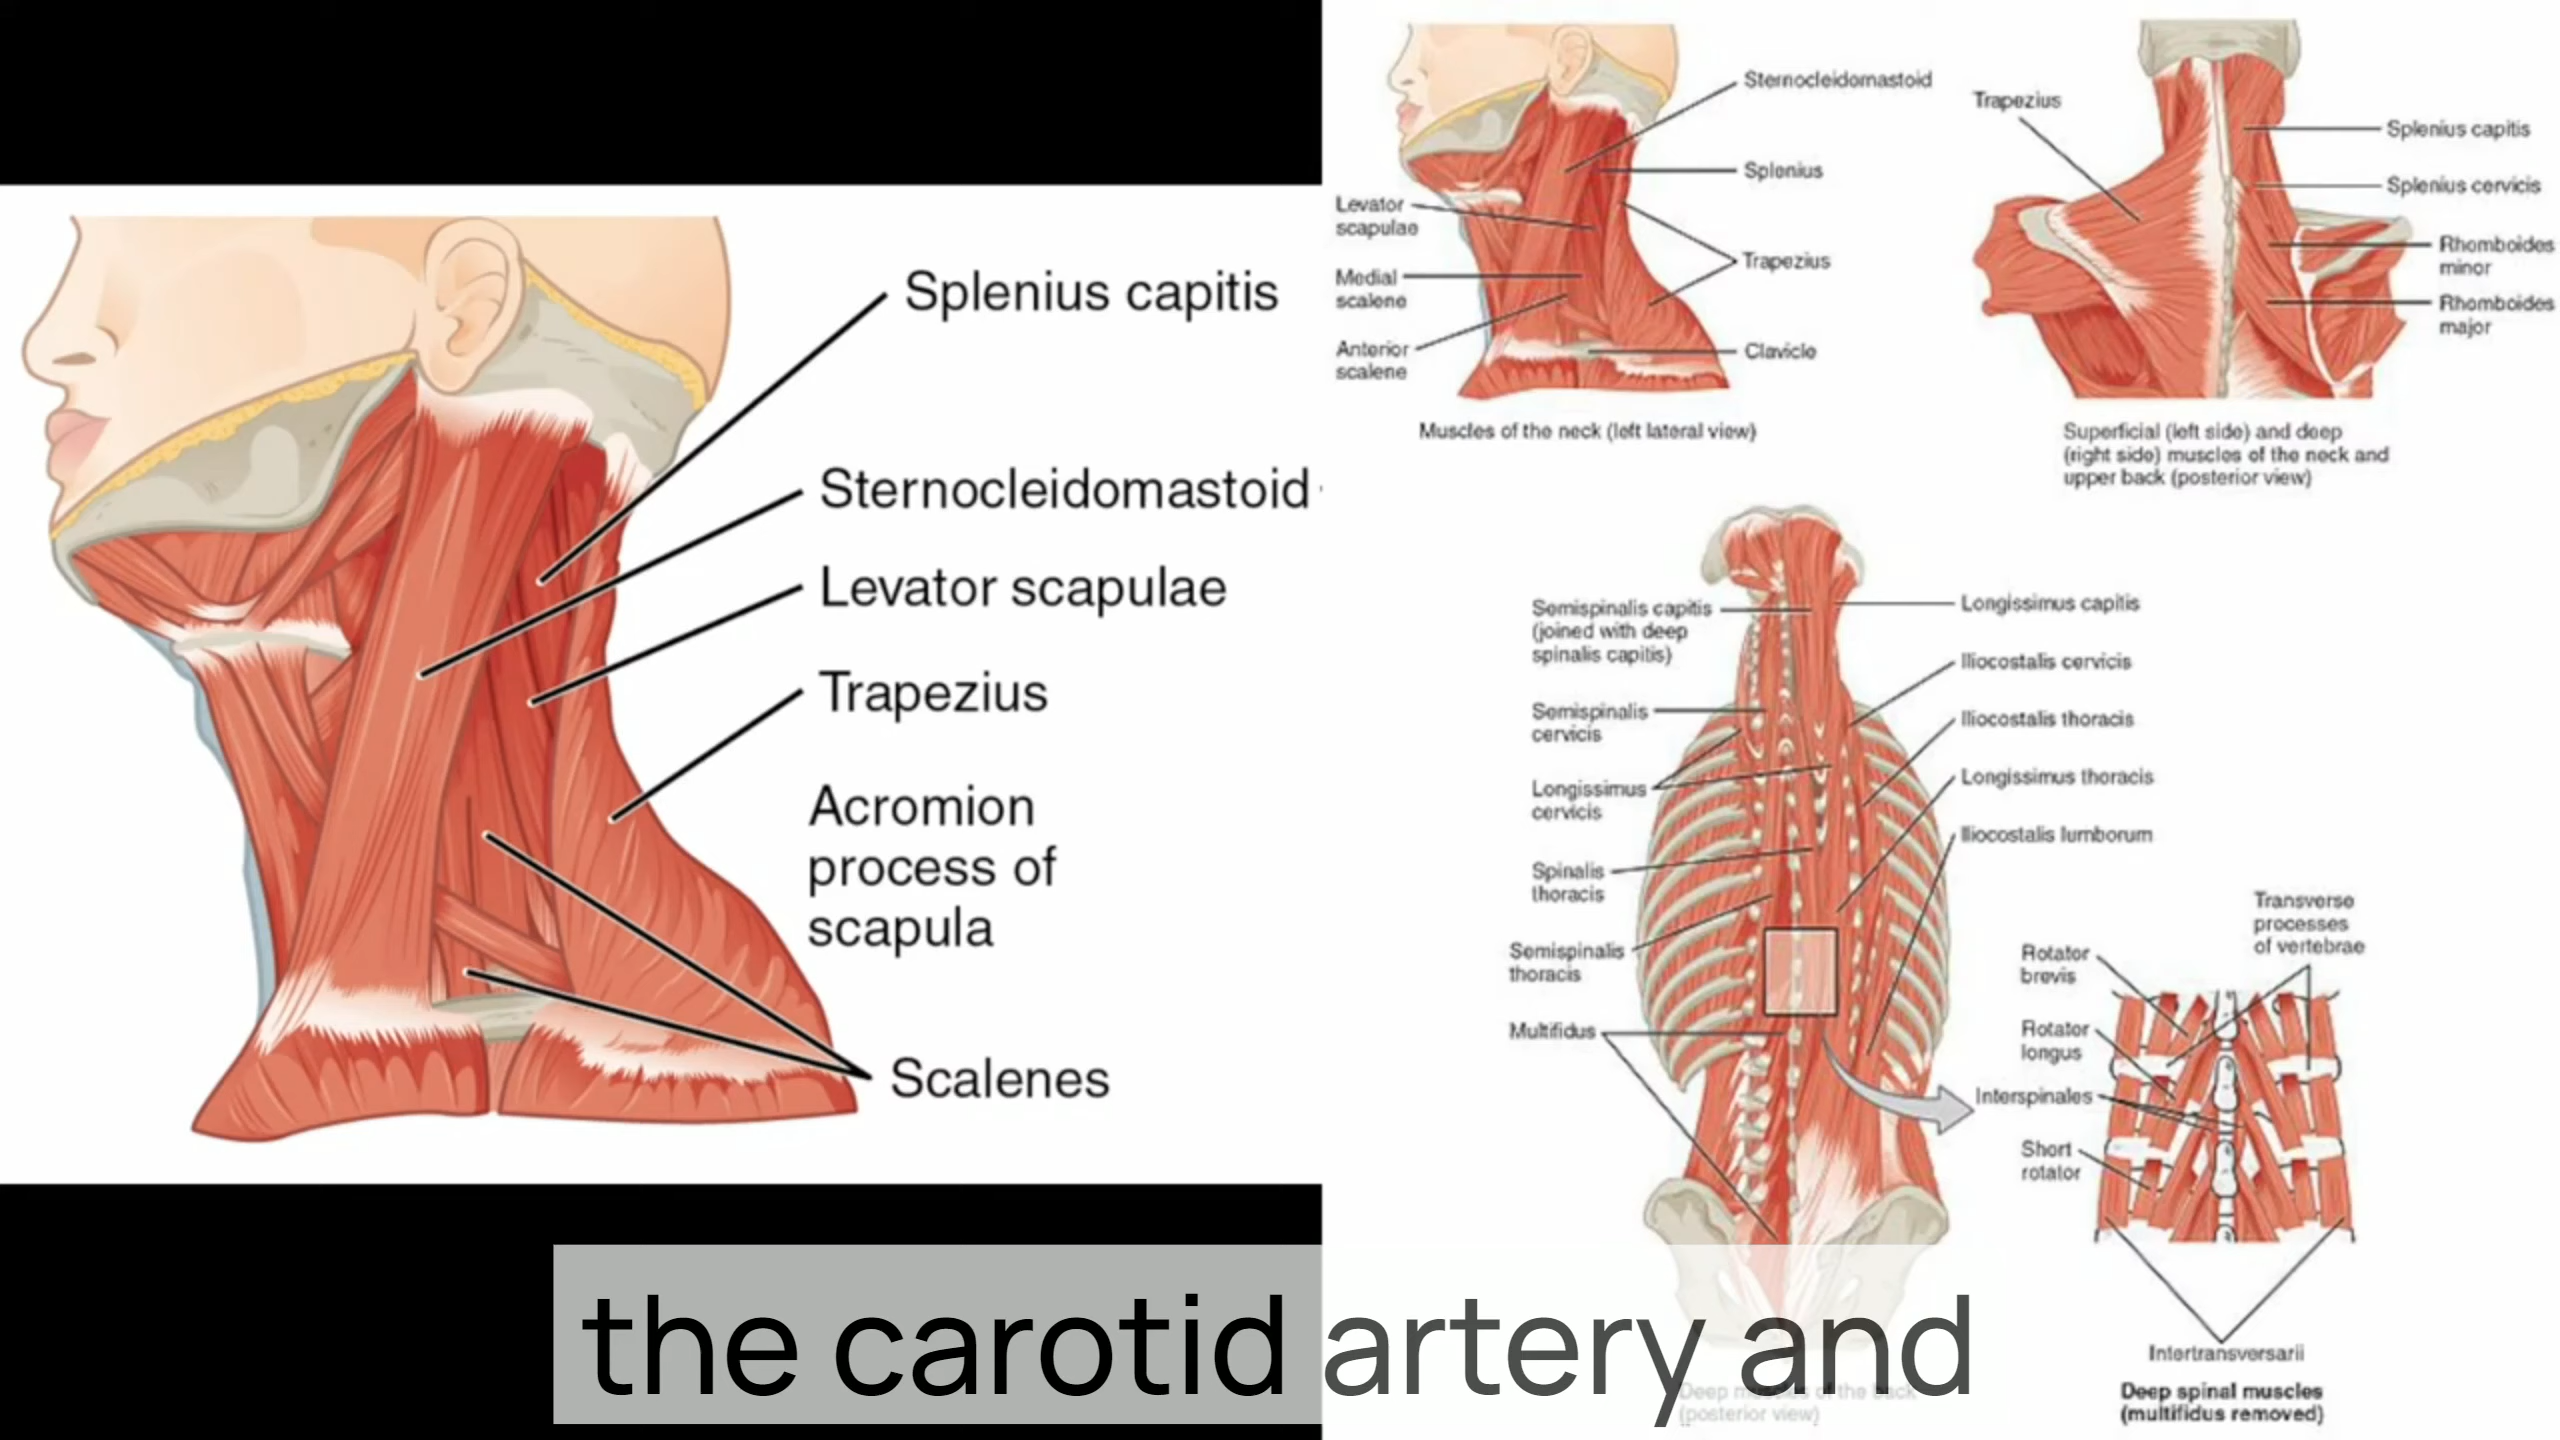 Splenius capitis
Sternocleidomastoid
Levator scapulae
Trapezius
Acromion
process of
scapula
Scalenes
Sternocleidomastoid
Splenius
Levator
scapulae
Trapezius
Medial
scalene
Anterior
scalene
Clavicle
Muscles of the neck (left lateral view)
Trapezius
Splenius capitis
Splenius cervicis
Rhomboides
minor
Rhomboides
major
Superficial (left side) and deep
(right side) muscles of the neck and
upper back (posterior view)
Semispinalis capitis
(joined with deep
spinalis capitis)
Semispinalis
cervicis
Longissimus
cervicis
Spinalis
thoracis
Semispinalis
thoracis
Multifidus
Longissimus capitis
Iliocostalis cervicis
Iliocostalis thoracis
Longissimus thoracis
Iliocostalis lumborum
Transverse
processes
of vertebrae
Rotator
brevis
Rotator
longus
Interspinales
Short
rotator
Intertransversarii
Deep spinal muscles
(multifidus removed)
Deep muscles of the back
(posterior view)
the carotid artery and